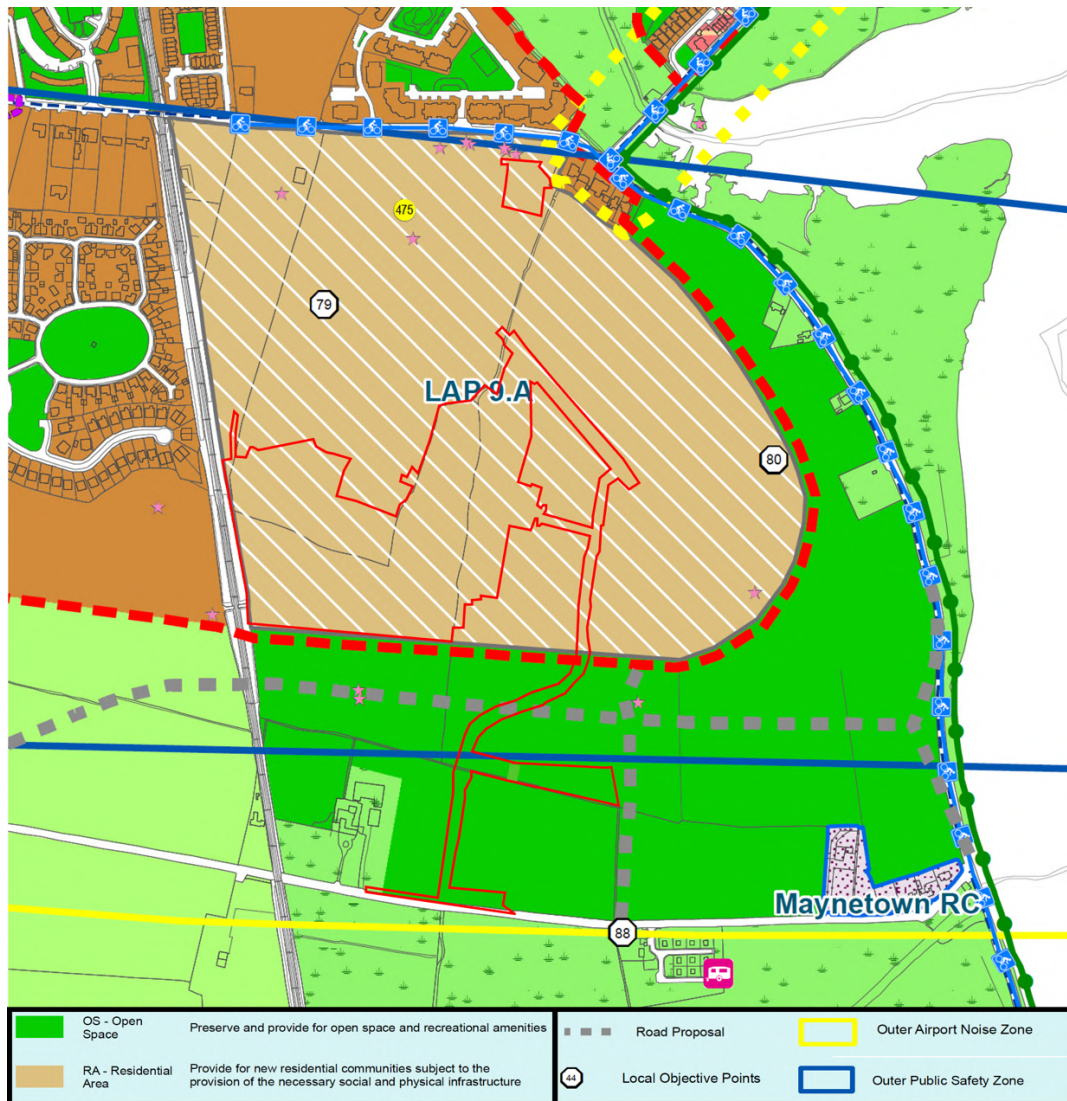 475
79
LAP 9.A
80
Maynetown RC
88
OS - Open
Space
Preserve and provide for open space and recreational amenities
RA - Residential
Area
Provide for new residential communities subject to the
provision of the necessary social and physical infrastructure
Road Proposal
44
Local Objective Points
Outer Airport Noise Zone
Outer Public Safety Zone